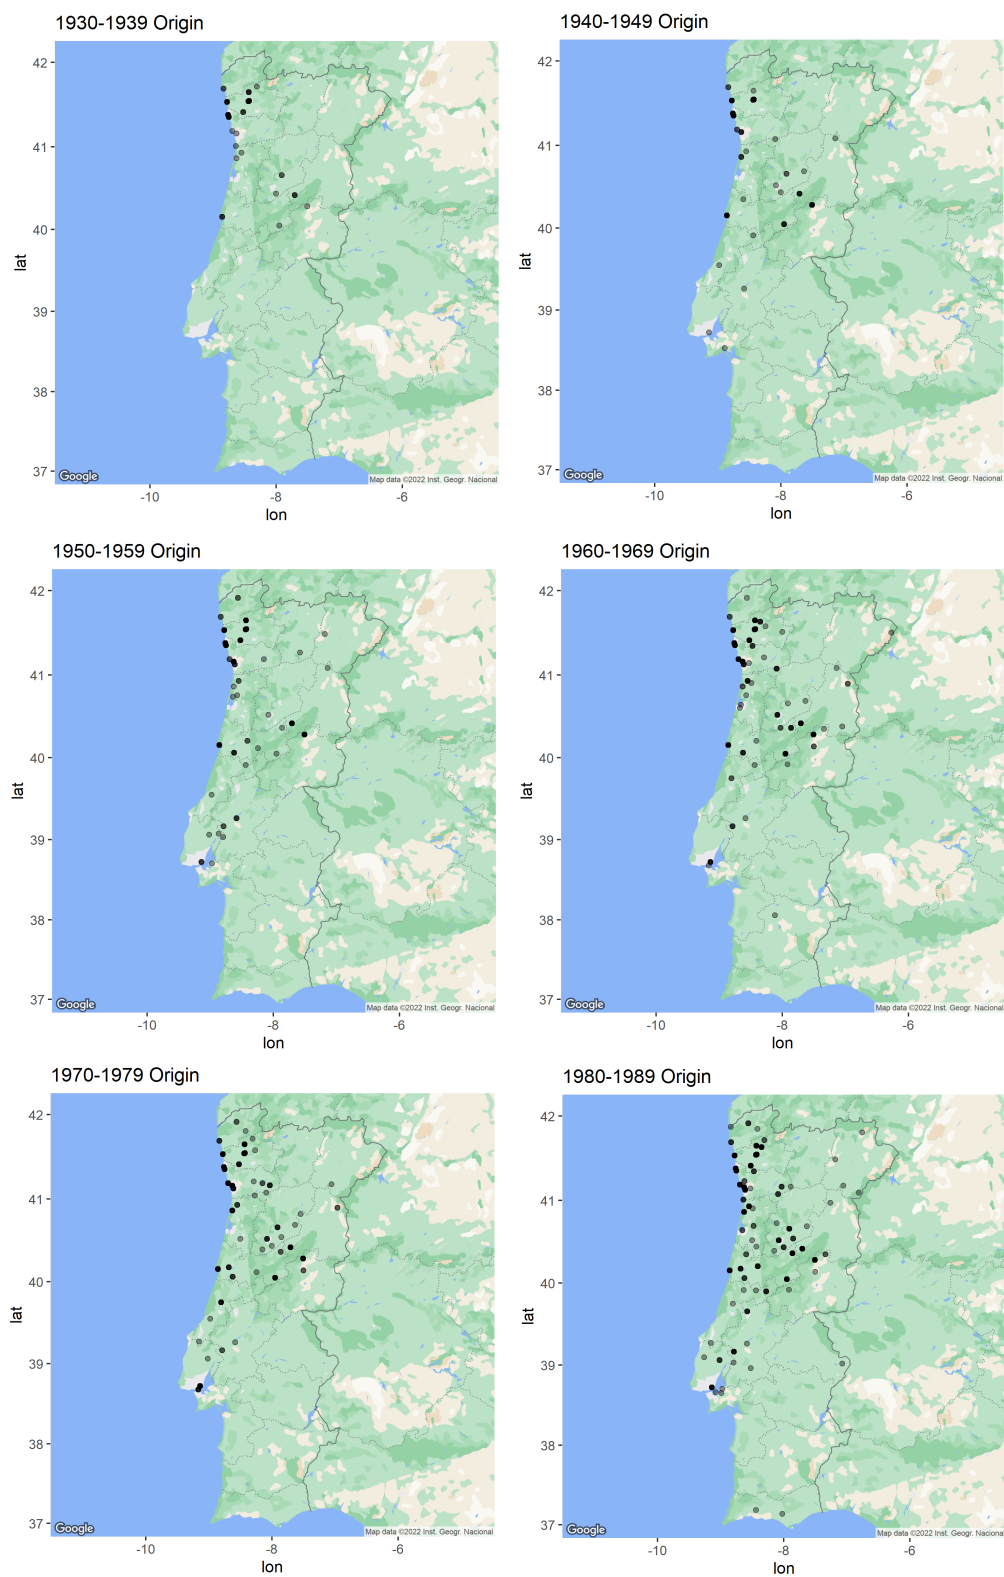 1930-1939 Origin
42
41
40
39
38
37
lat
Google
Map data ©2022 Inst. Geogr. Nacional
-10
-8
-6
lon
1940-1949 Origin
42
41
40
39
38
37
lat
Google
Map data ©2022 Inst. Geogr. Nacional
-10
-8
-6
lon
1950-1959 Origin
42
41
40
39
38
37
lat
Google
Map data ©2022 Inst. Geogr. Nacional
-10
-8
-6
lon
1960-1969 Origin
42
41
40
39
38
37
lat
Google
Map data ©2022 Inst. Geogr. Nacional
-10
-8
-6
lon
1970-1979 Origin
42
41
40
39
38
37
lat
Google
Map data ©2022 Inst. Geogr. Nacional
-10
-8
-6
lon
1980-1989 Origin
42
41
40
39
38
37
lat
Google
Map data ©2022 Inst. Geogr. Nacional
-10
-8
-6
lon